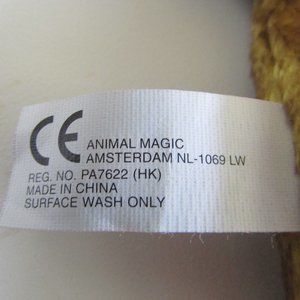 CE ANIMAL MAGIC
AMSTERDAM NL-1069 LW
REG. NO. PA7622 (HK)
MADE IN CHINA
SURFACE WASH ONLY